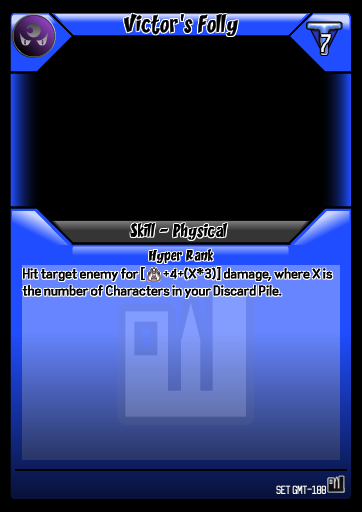 Victor's Folly
7
Skill - Physical
Hyper Rank
Hit target enemy for [ +4+(X*3)] damage, where X is
the number of Characters in your Discard Pile.
SET GMT-188